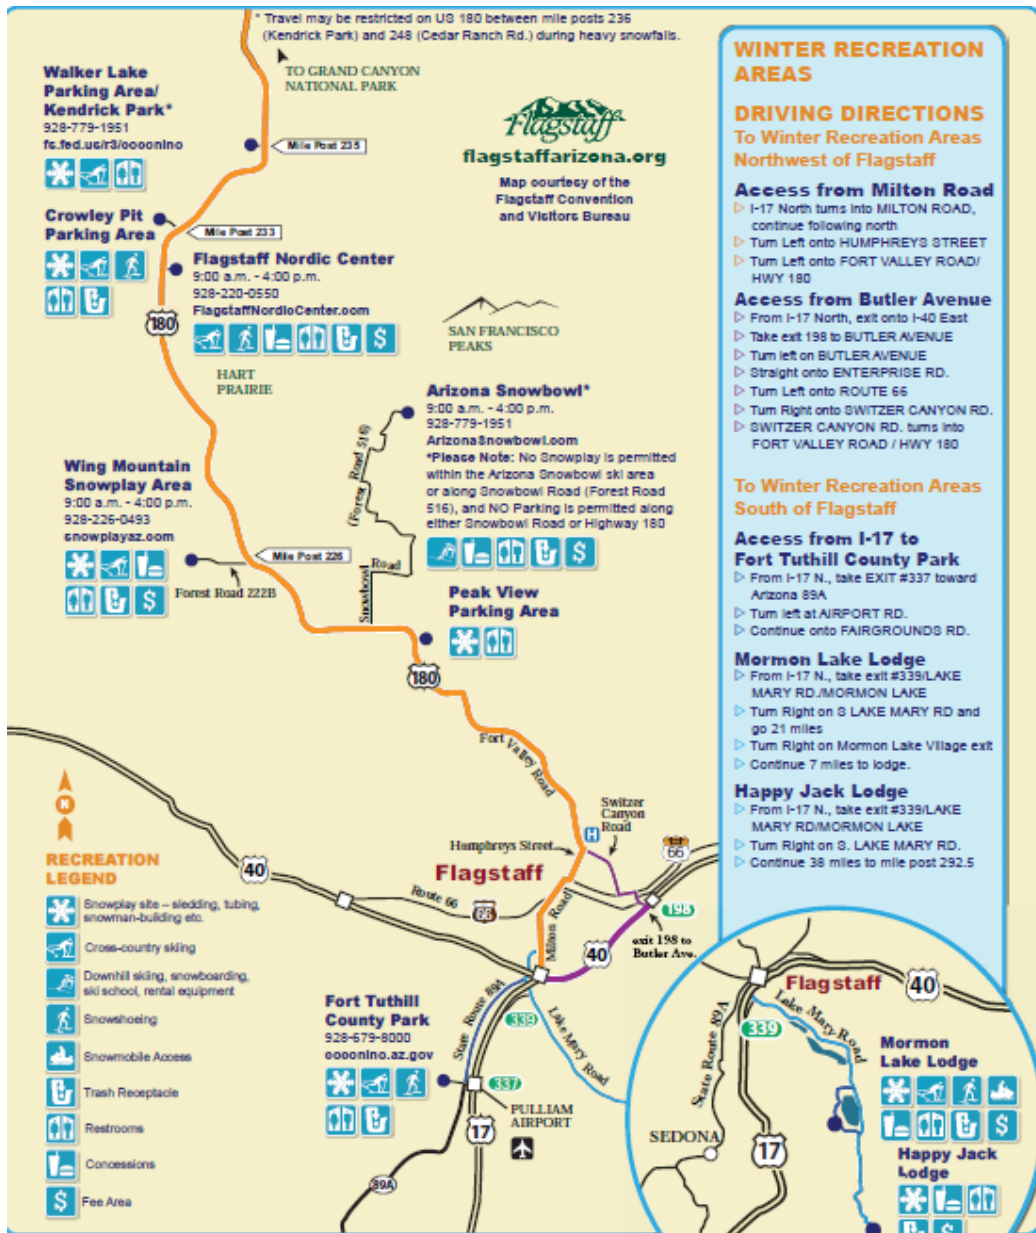 * Travel may be restricted on US 180 between mile posts 236
(Kendrick Park) and 248 (Cedar Ranch Rd.) during heavy snowfalls.
TO GRAND CANYON
NATIONAL PARK
Walker Lake
Parking Area/
Kendrick Park*
928-779-1951
fs.fed.us/r3/coconino
Mile Post 235
Flagstaff
flagstaffarizona.org
Map courtesy of the
Flagstaff Convention
and Visitors Bureau
Crowley Pit
Parking Area
Mile Post 233
Flagstaff Nordic Center
9:00 a.m. - 4:00 p.m.
928-220-0550
FlagstaffNordicCenter.com
180
HART
PRAIRIE
SAN FRANCISCO
PEAKS
Arizona Snowbowl*
9:00 a.m. - 4:00 p.m.
928-779-1951
ArizonaSnowbowl.com
*Please Note: No Snowplay is permitted
within the Arizona Snowbowl ski area
or along Snowbowl Road (Forest Road
516), and NO Parking is permitted along
either Snowbowl Road or Highway 180
(Forest Road 516)
Snowbowl Road
Wing Mountain
Snowplay Area
9:00 a.m. - 4:00 p.m.
928-226-0493
snowplayaz.com
Mile Post 226
Forest Road 222B
Peak View
Parking Area
180
Fort Valley Road
Switzer
Canyon
Road
H
Humphreys Street
66
Flagstaff
40
Route 66
66
Milton Road
198
exit 198 to
Butler Ave.
40
State Route 89A
339
Lake Mary Road
Fort Tuthill
County Park
928-679-8000
coconino.az.gov
337
PULLIAM
AIRPORT
17
89A
N
RECREATION
LEGEND
Snowplay site – sledding, tubing,
snowman-building etc.
Cross-country skiing
Downhill skiing, snowboarding,
ski school, rental equipment
Snowshoeing
Snowmobile Access
Trash Receptacle
Restrooms
Concessions
$ Fee Area
WINTER RECREATION
AREAS
DRIVING DIRECTIONS
To Winter Recreation Areas
Northwest of Flagstaff
Access from Milton Road
I-17 North turns into MILTON ROAD,
continue following north
Turn Left onto HUMPHREYS STREET
Turn Left onto FORT VALLEY ROAD/
HWY 180
Access from Butler Avenue
From I-17 North, exit onto I-40 East
Take exit 198 to BUTLER AVENUE
Turn left on BUTLER AVENUE
Straight onto ENTERPRISE RD.
Turn Left onto ROUTE 66
Turn Right onto SWITZER CANYON RD.
SWITZER CANYON RD. turns into
FORT VALLEY ROAD / HWY 180
To Winter Recreation Areas
South of Flagstaff
Access from I-17 to
Fort Tuthill County Park
From I-17 N., take EXIT #337 toward
Arizona 89A
Turn left at AIRPORT RD.
Continue onto FAIRGROUNDS RD.
Mormon Lake Lodge
From I-17 N., take exit #339/LAKE
MARY RD./MORMON LAKE
Turn Right on S LAKE MARY RD and
go 21 miles
Turn Right on Mormon Lake Village exit
Continue 7 miles to lodge.
Happy Jack Lodge
From I-17 N., take exit #339/LAKE
MARY RD/MORMON LAKE
Turn Right on S. LAKE MARY RD.
Continue 38 miles to mile post 292.5
Flagstaff
40
Lake Mary Road
339
State Route 89A
Mormon
Lake Lodge
SEDONA
17
Happy Jack
Lodge